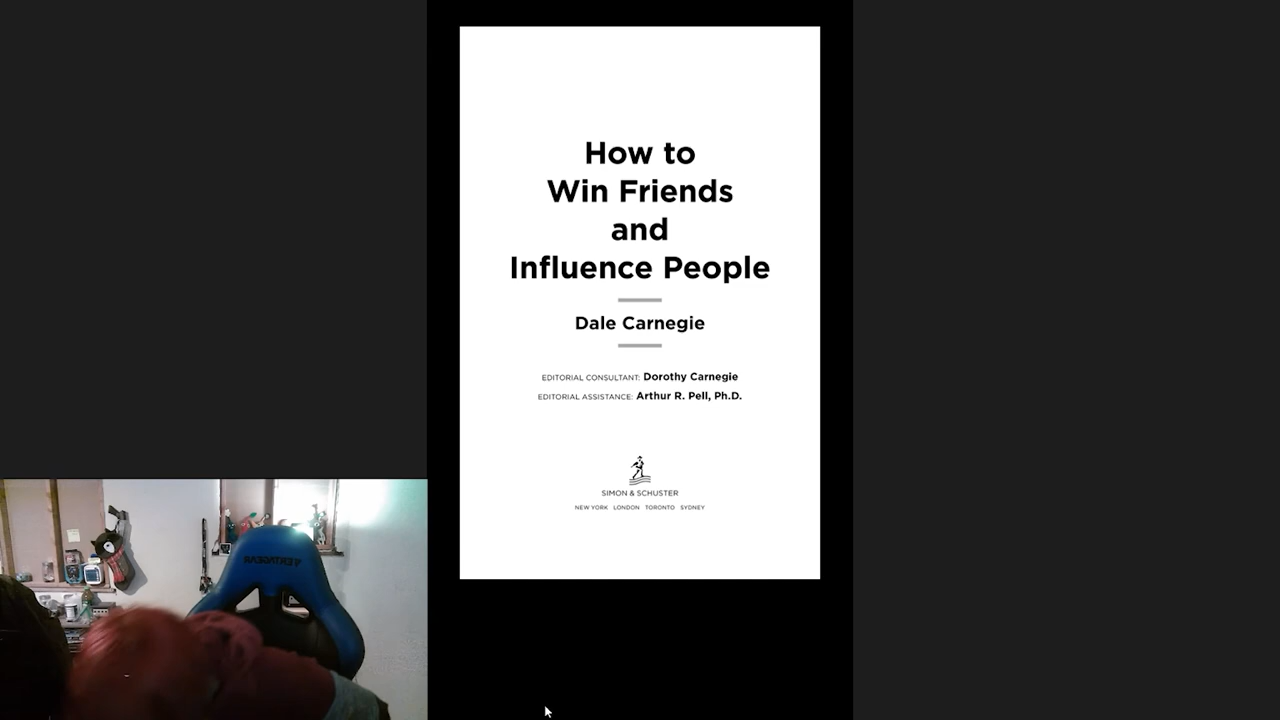 How to
Win Friends
and
Influence People
Dale Carnegie
EDITORIAL CONSULTANT: Dorothy Carnegie
EDITORIAL ASSISTANCE: Arthur R. Pell, Ph.D.
SIMON & SCHUSTER
NEW YORK LONDON TORONTO SYDNEY